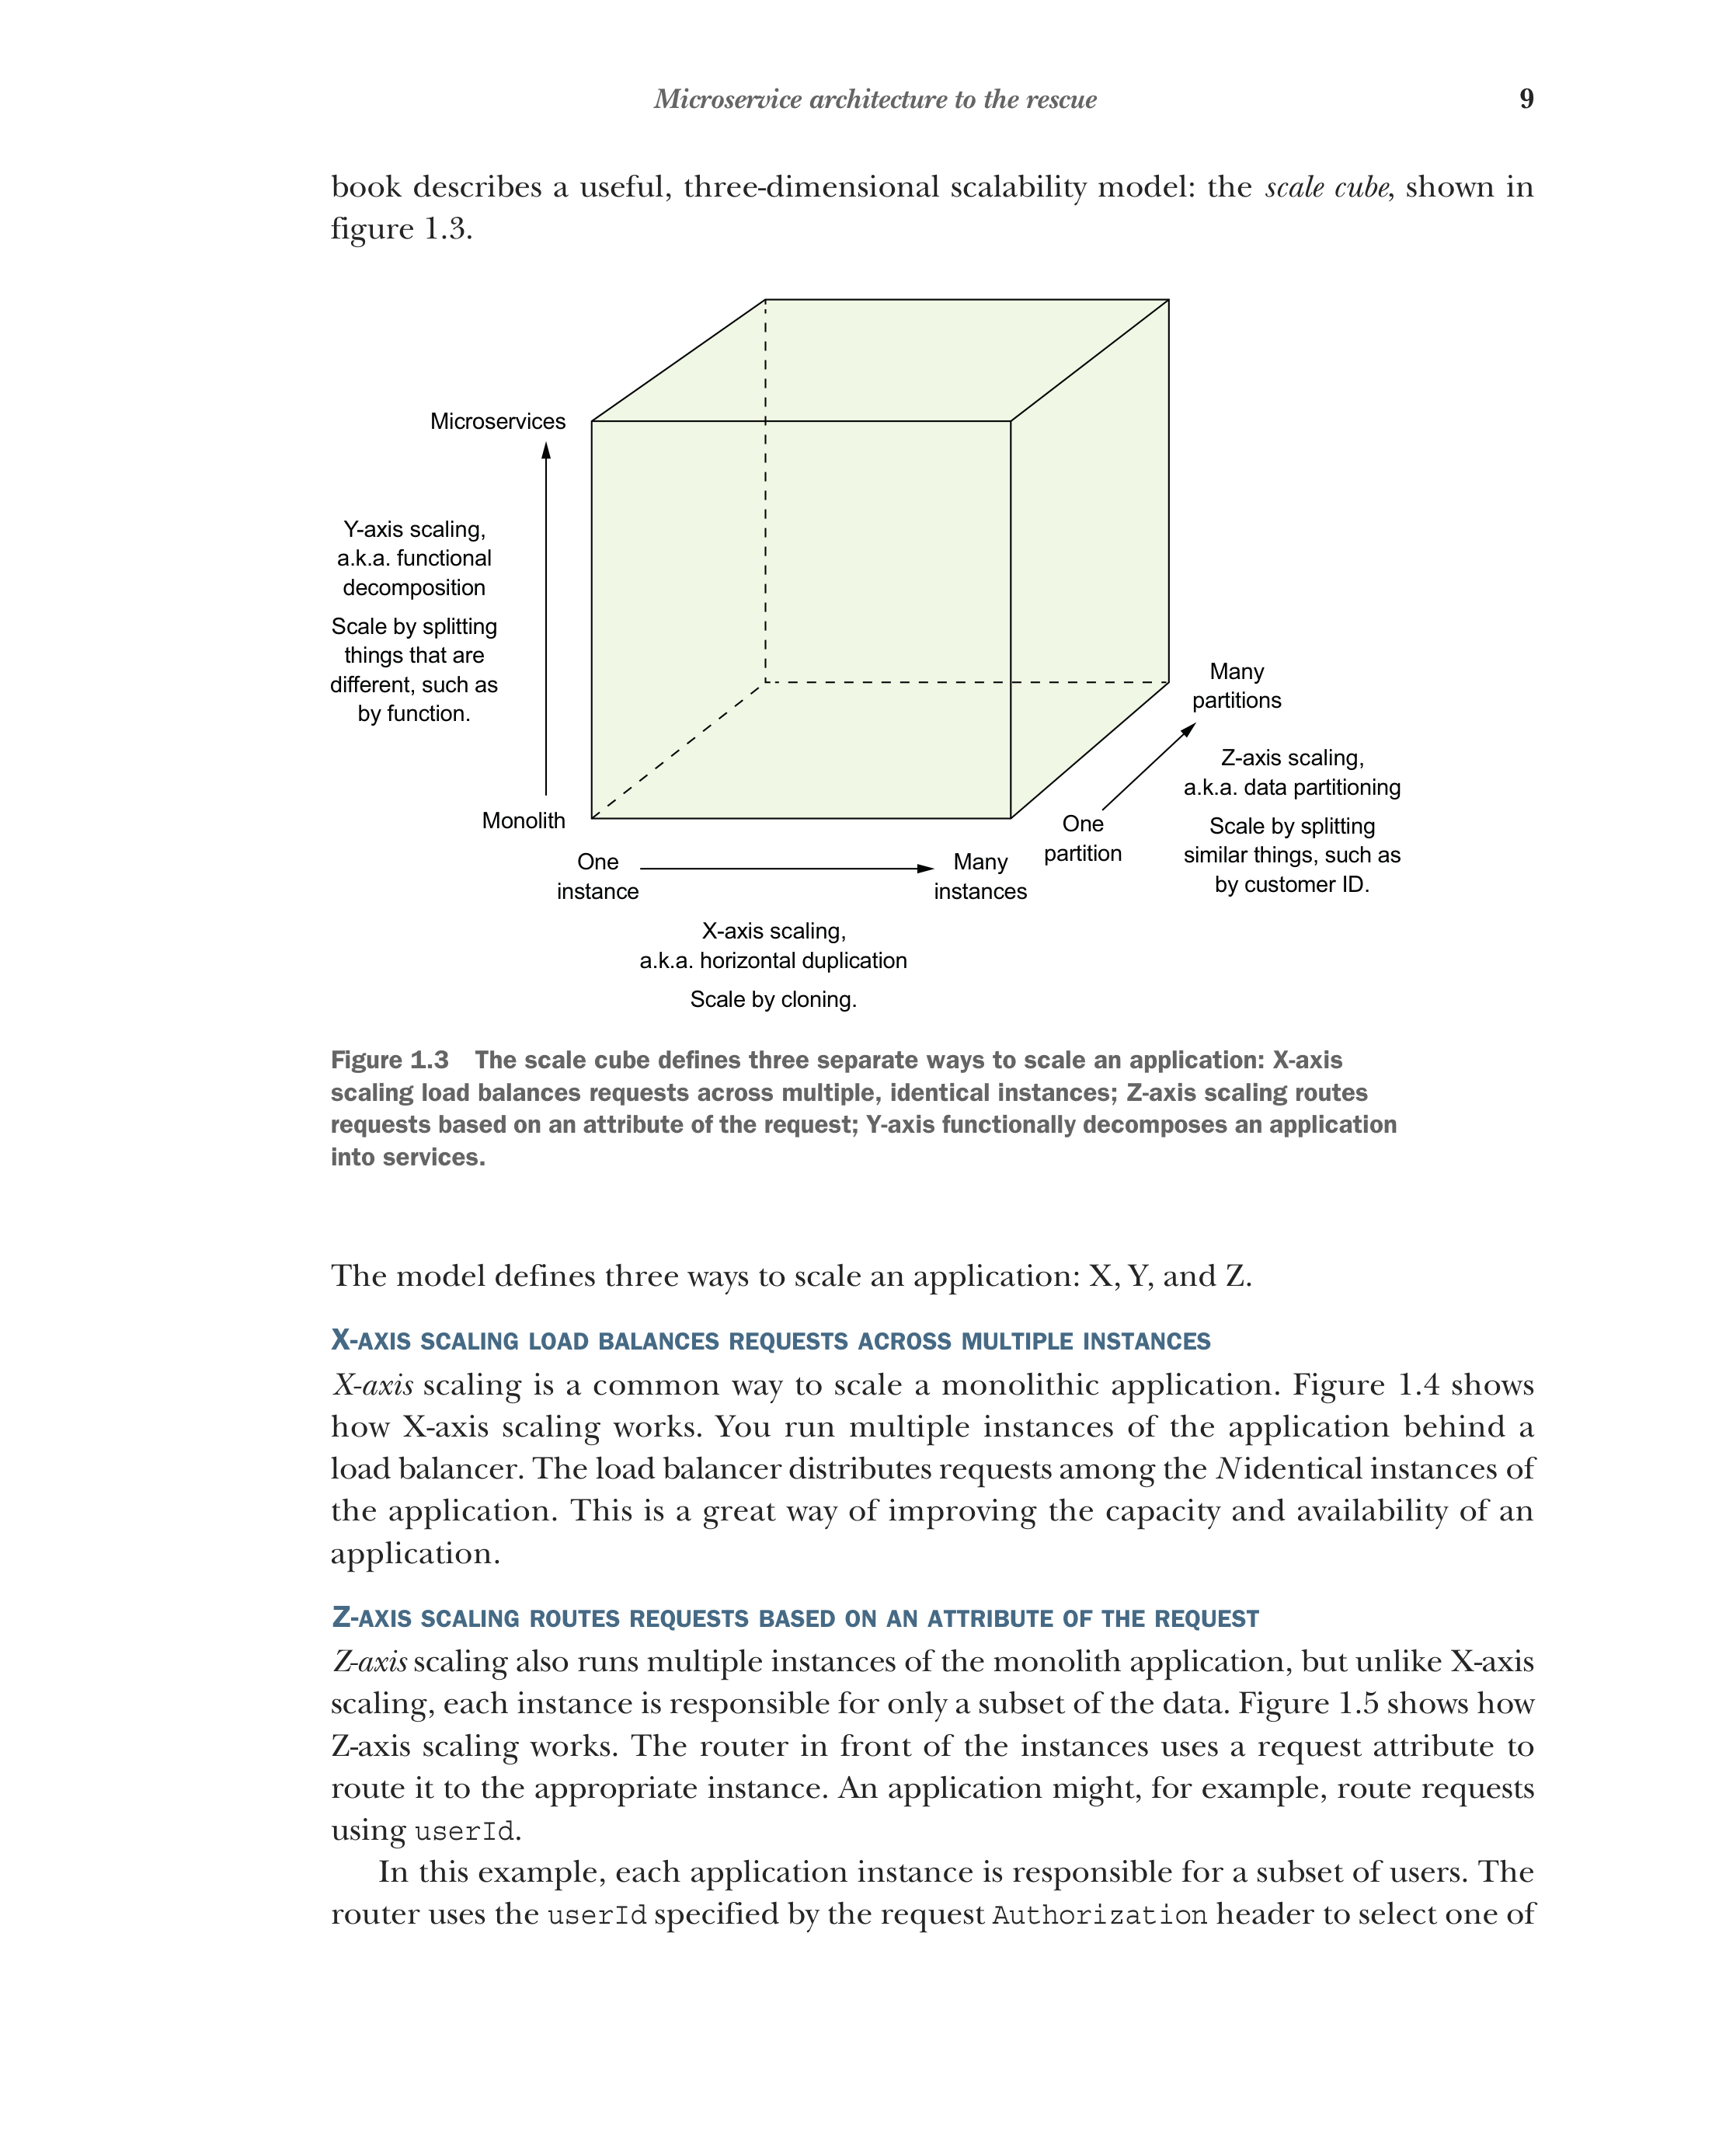 Microservice architecture to the rescue
9
book describes a useful, three-dimensional scalability model: the scale cube, shown in
figure 1.3.
Microservices
Y-axis scaling,
a.k.a. functional
decomposition
Scale by splitting
things that are
different, such as
by function.
Monolith
One
instance
Many
instances
X-axis scaling,
a.k.a. horizontal duplication
Scale by cloning.
One
partition
Many
partitions
Z-axis scaling,
a.k.a. data partitioning
Scale by splitting
similar things, such as
by customer ID.
Figure 1.3 The scale cube defines three separate ways to scale an application: X-axis
scaling load balances requests across multiple, identical instances; Z-axis scaling routes
requests based on an attribute of the request; Y-axis functionally decomposes an application
into services.
The model defines three ways to scale an application: X, Y, and Z.
X-AXIS SCALING LOAD BALANCES REQUESTS ACROSS MULTIPLE INSTANCES
X-axis scaling is a common way to scale a monolithic application. Figure 1.4 shows
how X-axis scaling works. You run multiple instances of the application behind a
load balancer. The load balancer distributes requests among the N identical instances of
the application. This is a great way of improving the capacity and availability of an
application.
Z-AXIS SCALING ROUTES REQUESTS BASED ON AN ATTRIBUTE OF THE REQUEST
Z-axis scaling also runs multiple instances of the monolith application, but unlike X-axis
scaling, each instance is responsible for only a subset of the data. Figure 1.5 shows how
Z-axis scaling works. The router in front of the instances uses a request attribute to
route it to the appropriate instance. An application might, for example, route requests
using userId.
In this example, each application instance is responsible for a subset of users. The
router uses the userId specified by the request Authorization header to select one of